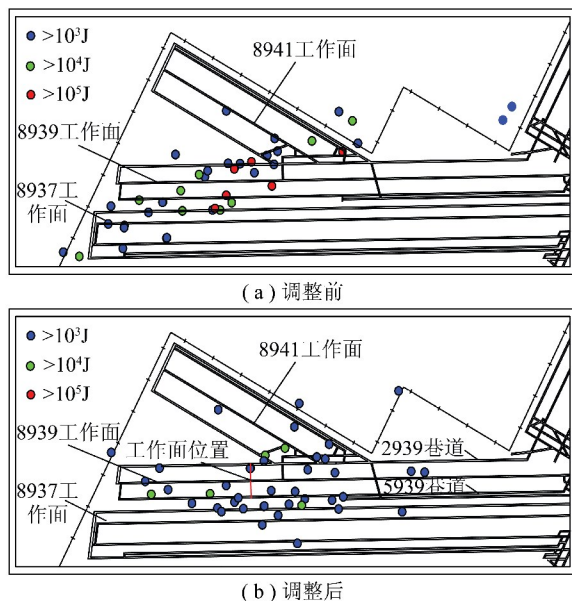 >10³J
>10⁴J
>10⁵J
8941工作面
8939工作面
8937工
作面
(a)调整前
>10³J
>10⁴J
>10⁵J
8941工作面
8939工作面
工作面位置
2939巷道
8937工
作面
5939巷道
(b)调整后